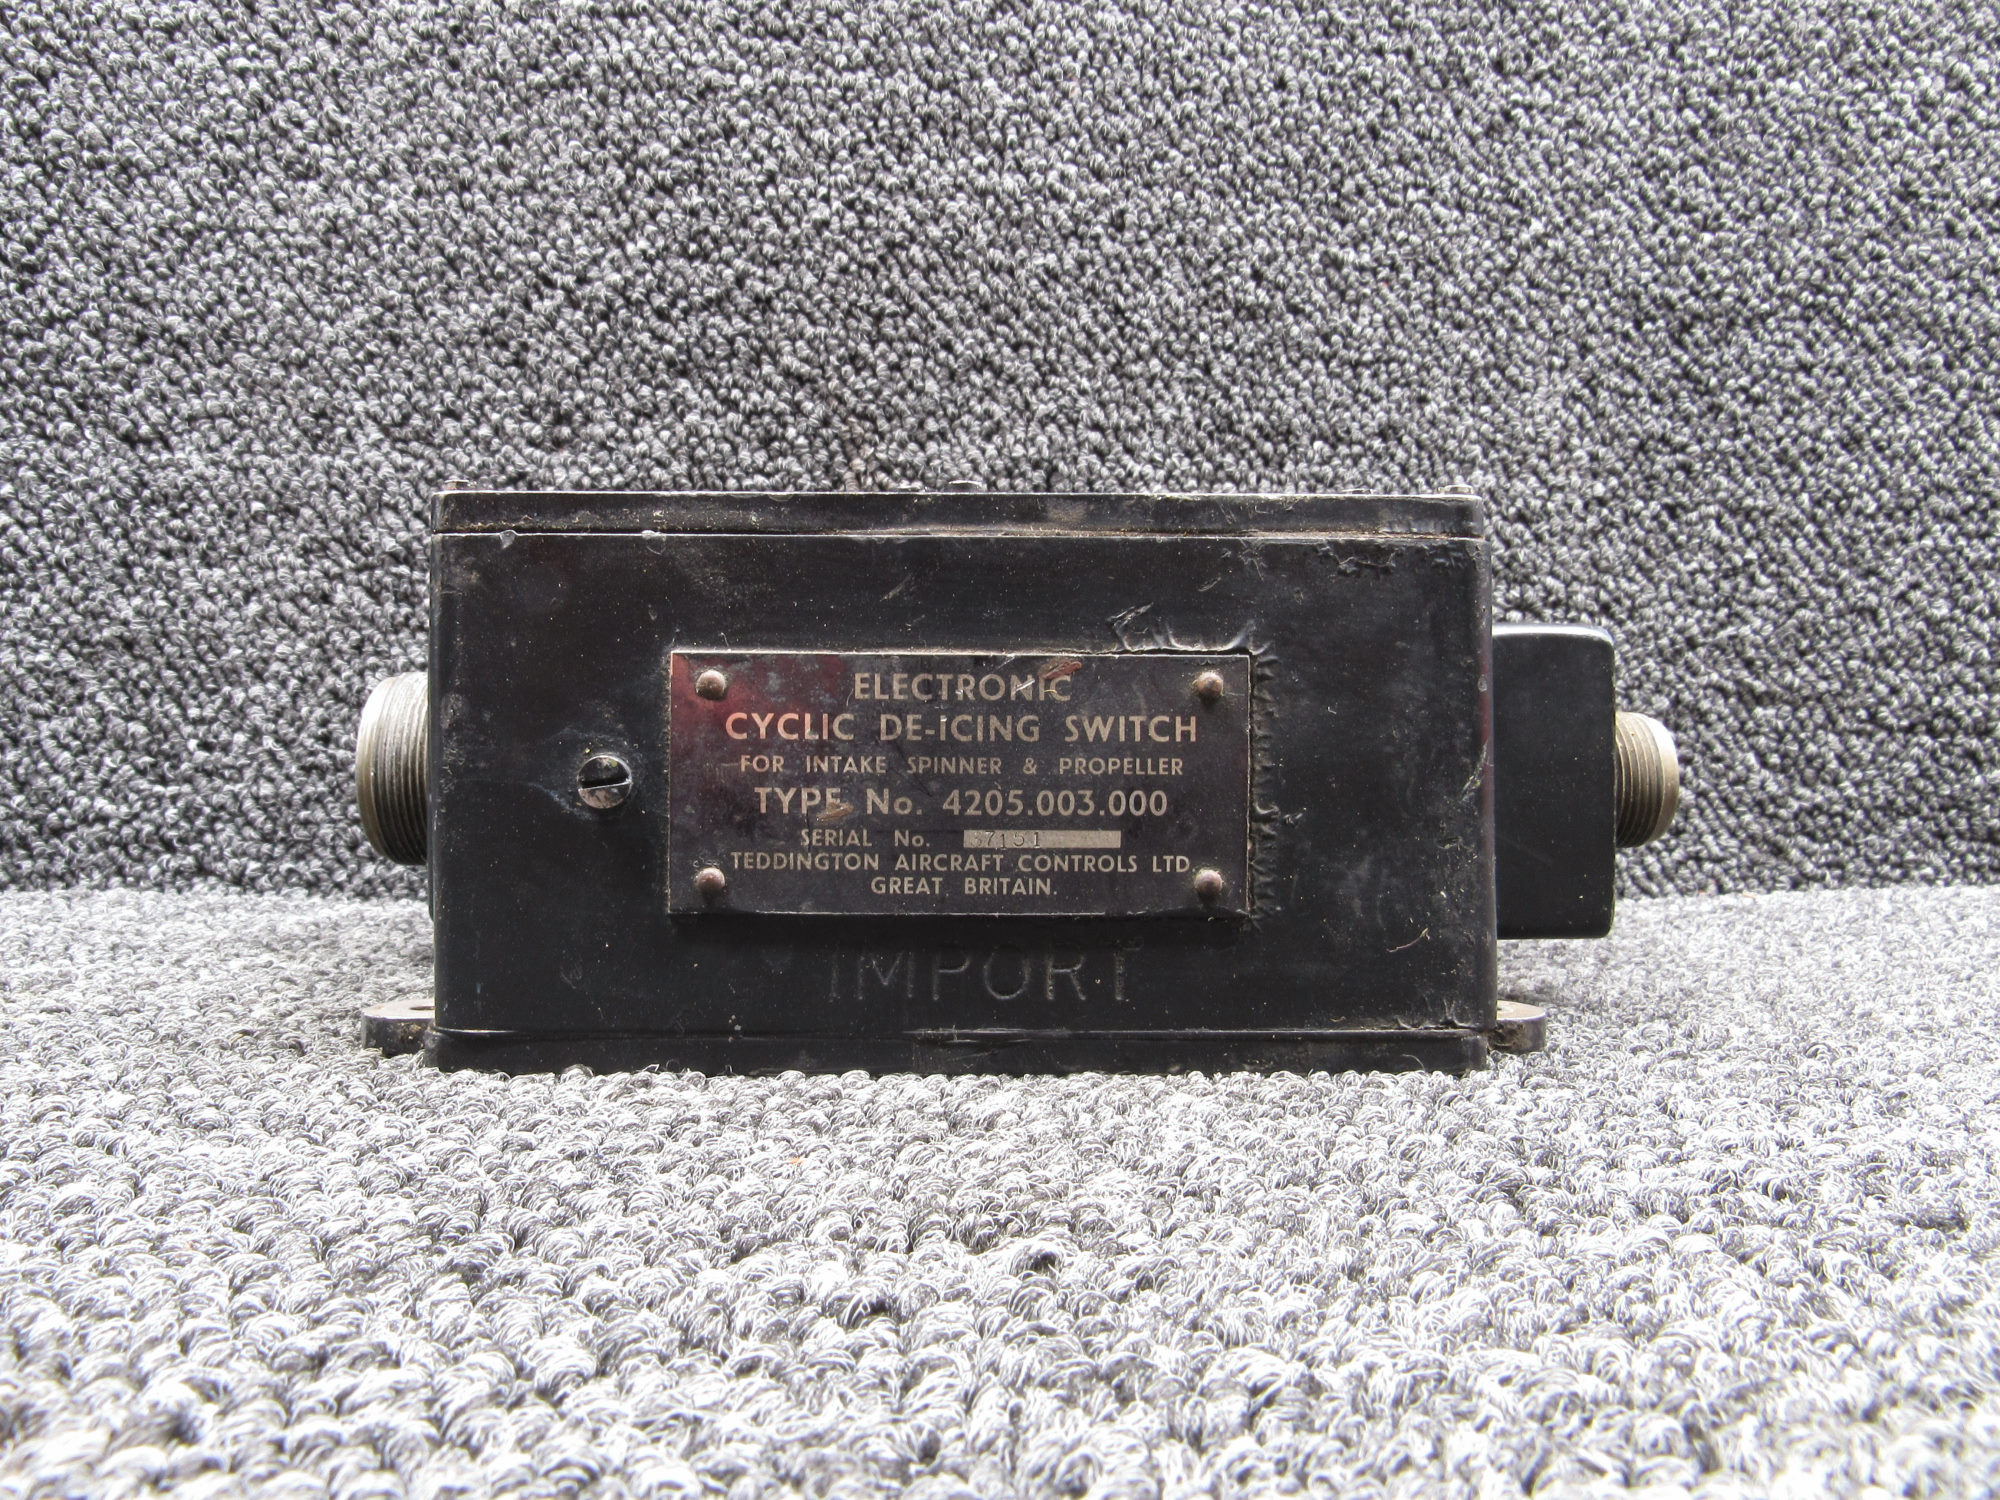 ELECTRONIC
CYCLIC DE-ICING SWITCH
FOR INTAKE SPINNER & PROPELLER
TYPE No. 4205.003.000
SERIAL No.
TEDDINGTON AIRCRAFT CONTROLS LTD.
GREAT BRITAIN.
IMPORT